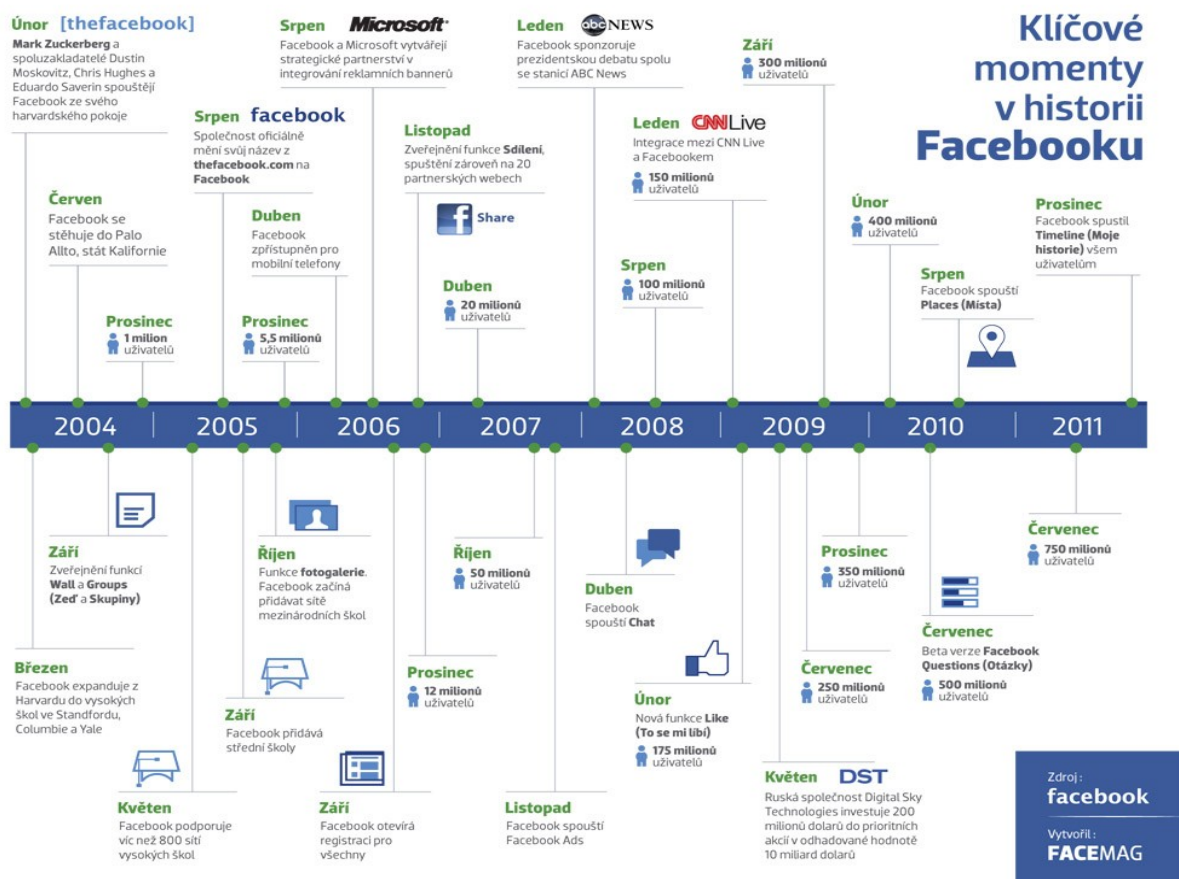 Klíčové
momenty
v historii
Facebooku
Únor [thefacebook]
Mark Zuckerberg a
spoluzakladatelé Dustin
Moskovitz, Chris Hughes a
Eduardo Saverin spouštějí
Facebook ze svého
harvardského pokoje
Červen
Facebook se
stěhuje do Palo
Allto, stát Kalifornie
Prosinec
1 milion
uživatelů
Srpen facebook
Společnost oficiálně
mění svůj název z
thefacebook.com na
Facebook
Prosinec
5,5 milionů
uživatelů
Duben
Facebook
zpřístupněn pro
mobilní telefony
Srpen Microsoft®
Facebook a Microsoft vytvářejí
strategické partnerství v
integrování reklamních bannerů
Listopad
Zveřejnění funkce Sdílení,
spuštění zároveň na 20
partnerských webech
f Share
Duben
20 milionů
uživatelů
Leden abc NEWS
Facebook sponzoruje
prezidentskou debatu spolu
se stanicí ABC News
Srpen
100 milionů
uživatelů
Leden CNN Live
Integrace mezi CNN Live
a Facebookem
150 milionů
uživatelů
Září
300 milionů
uživatelů
Únor
400 milionů
uživatelů
Srpen
Facebook spouští
Places (Místa)
Prosinec
Facebook spustil
Timeline (Moje
historie) všem
uživatelům
2004 2005 2006 2007 2008 2009 2010 2011
Březen
Facebook expanduje z
Harvardu do vysokých
škol ve Standfordu,
Columbie a Yale
Září
Zveřejnění funkcí
Wall a Groups
(Zeď a Skupiny)
Květen
Facebook podporuje
víc než 800 sítí
vysokých škol
Září
Facebook přidává
střední školy
Říjen
Funkce fotogalerie.
Facebook začíná
přidávat sítě
mezinárodních škol
Září
Facebook otevírá
registraci pro
všechny
Prosinec
12 milionů
uživatelů
Říjen
50 milionů
uživatelů
Listopad
Facebook spouští
Facebook Ads
Duben
Facebook
spouští Chat
Únor
Nová funkce Like
(To se mi líbí)
175 milionů
uživatelů
Květen DST
Ruská společnost Digital Sky
Technologies investuje 200
milionů dolarů do prioritních
akcií v odhadované hodnotě
10 miliard dolarů
Červenec
250 milionů
uživatelů
Prosinec
350 milionů
uživatelů
Červenec
Beta verze Facebook
Questions (Otázky)
500 milionů
uživatelů
Červenec
750 milionů
uživatelů
Zdroj:
facebook
Vytvořil:
FACEMAG